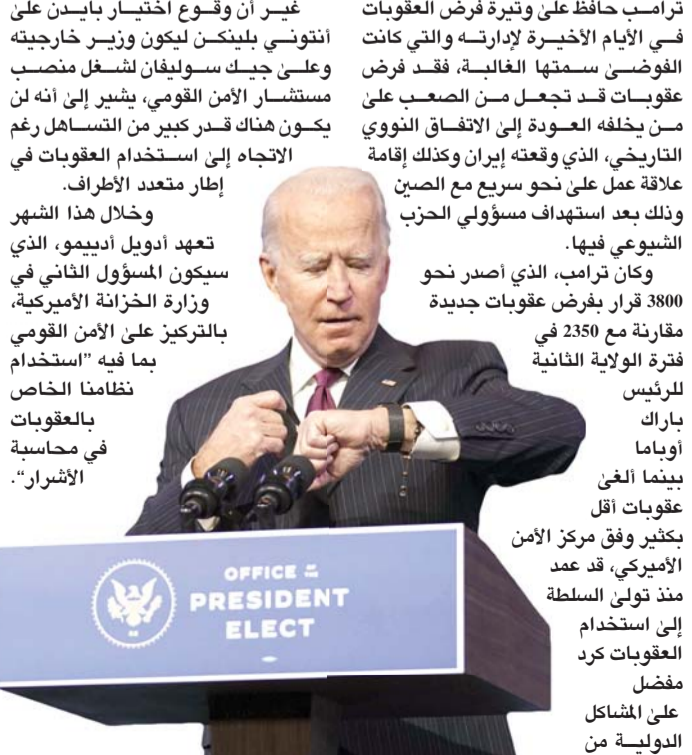 ترامب حافظ على وتيرة فرض العقوبات
في الأيام الأخيرة لإدارته والتي كانت
الفوضى سمتها الغالبة، فقد فرض
عقوبات قد تجعل من الصعب على
من يخلفه العودة إلى الاتفاق النووي
التاريخي، الذي وقعته إيران وكذلك إقامة
علاقة عمل على نحو سريع مع الصين
وذلك بعد استهداف مسؤولي الحزب
الشيوعي فيها.
وكان ترامب، الذي أصدر نحو
3800 قرار بفرض عقوبات جديدة
مقارنة مع 2350 في
فترة الولاية الثانية
للرئيس
باراك
أوباما
بينما ألغى
عقوبات أقل
بكثير وفق مركز الأمن
الأميركي، قد عمد
منذ تولى السلطة
إلى استخدام
العقوبات كرد
مفضل
على المشاكل
الدولية من
غير أن وقوع اختيار بايدن على
أنتوني بلينكن ليكون وزير خارجيته
وعلى جيك سوليفان لشغل منصب
مستشار الأمن القومي، يشير إلى أنه لن
يكون هناك قدر كبير من التساهل رغم
الاتجاه إلى استخدام العقوبات في
إطار متعدد الأطراف.
وخلال هذا الشهر
تعهد أدويل أدييمو، الذي
سيكون المسؤول الثاني في
وزارة الخزانة الأميركية،
بالتركيز على الأمن القومي
بما فيه ”استخدام
نظامنا الخاص
بالعقوبات
في محاسبة
الأشرار“.
OFFICE OF THE
PRESIDENT
ELECT